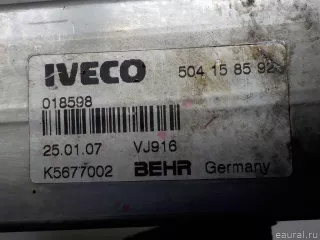 IVECO 504 15 85 92
018598
25.01.07 VJ916
K5677002 BEHR Germany
eaural.ru